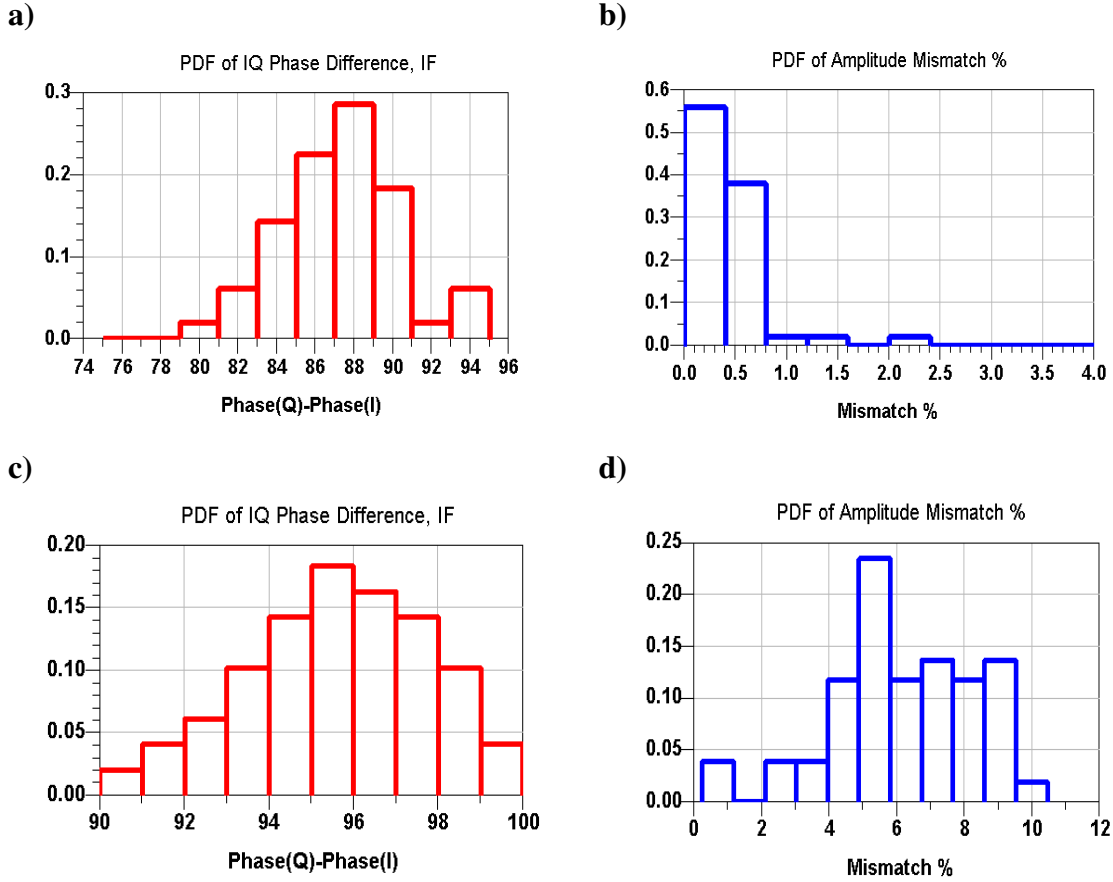 a)
PDF of IQ Phase Difference, IF
0.3
0.2
0.1
0.0
74 76 78 80 82 84 86 88 90 92 94 96
Phase(Q)-Phase(I)
b)
PDF of Amplitude Mismatch %
0.6
0.5
0.4
0.3
0.2
0.1
0.0
0.0 0.5 1.0 1.5 2.0 2.5 3.0 3.5 4.0
Mismatch %
c)
PDF of IQ Phase Difference, IF
0.20
0.15
0.10
0.05
0.00
90 92 94 96 98 100
Phase(Q)-Phase(I)
d)
PDF of Amplitude Mismatch %
0.25
0.20
0.15
0.10
0.05
0.00
0 2 4 6 8 10 12
Mismatch %